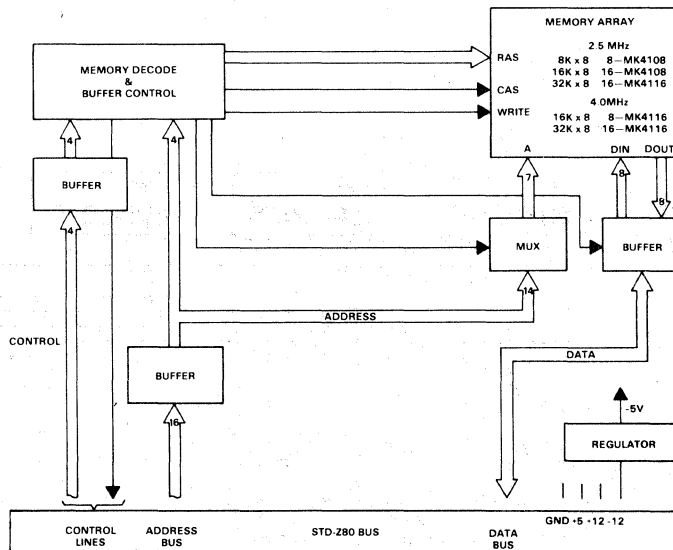 MEMORY ARRAY
2.5 MHz
8K x 8 8–MK4108
16K x 8 16–MK4108
32K x 8 16–MK4116
4.0MHz
16K x 8 8–MK4116
32K x 8 16–MK4116
RAS
CAS
WRITE
A DIN DOUT
MEMORY DECODE
&
BUFFER CONTROL
4
4
7
8
8
BUFFER
MUX
BUFFER
4
14
ADDRESS
CONTROL
BUFFER
DATA
16
-5V
REGULATOR
GND +5 +12 -12
CONTROL
LINES
ADDRESS
BUS
STD-Z80 BUS
DATA
BUS